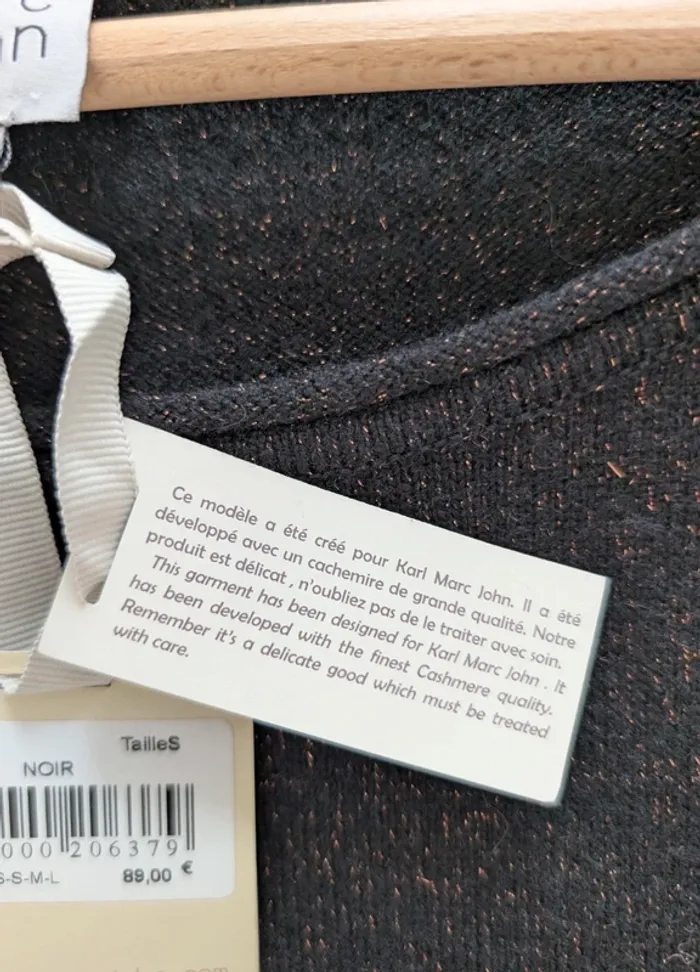 n
Ce modèle a été créé pour Karl Marc John. Il a été
développé avec un cachemire de grande qualité. Notre
produit est délicat , n'oubliez pas de le traiter avec soin.
This garment has been designed for Karl Marc John . It
has been developed with the finest Cashmere quality.
Remember it's a delicate good which must be treated
with care.
TailleS
NOIR
000 206379
S-S-M-L
89,00 €
.com